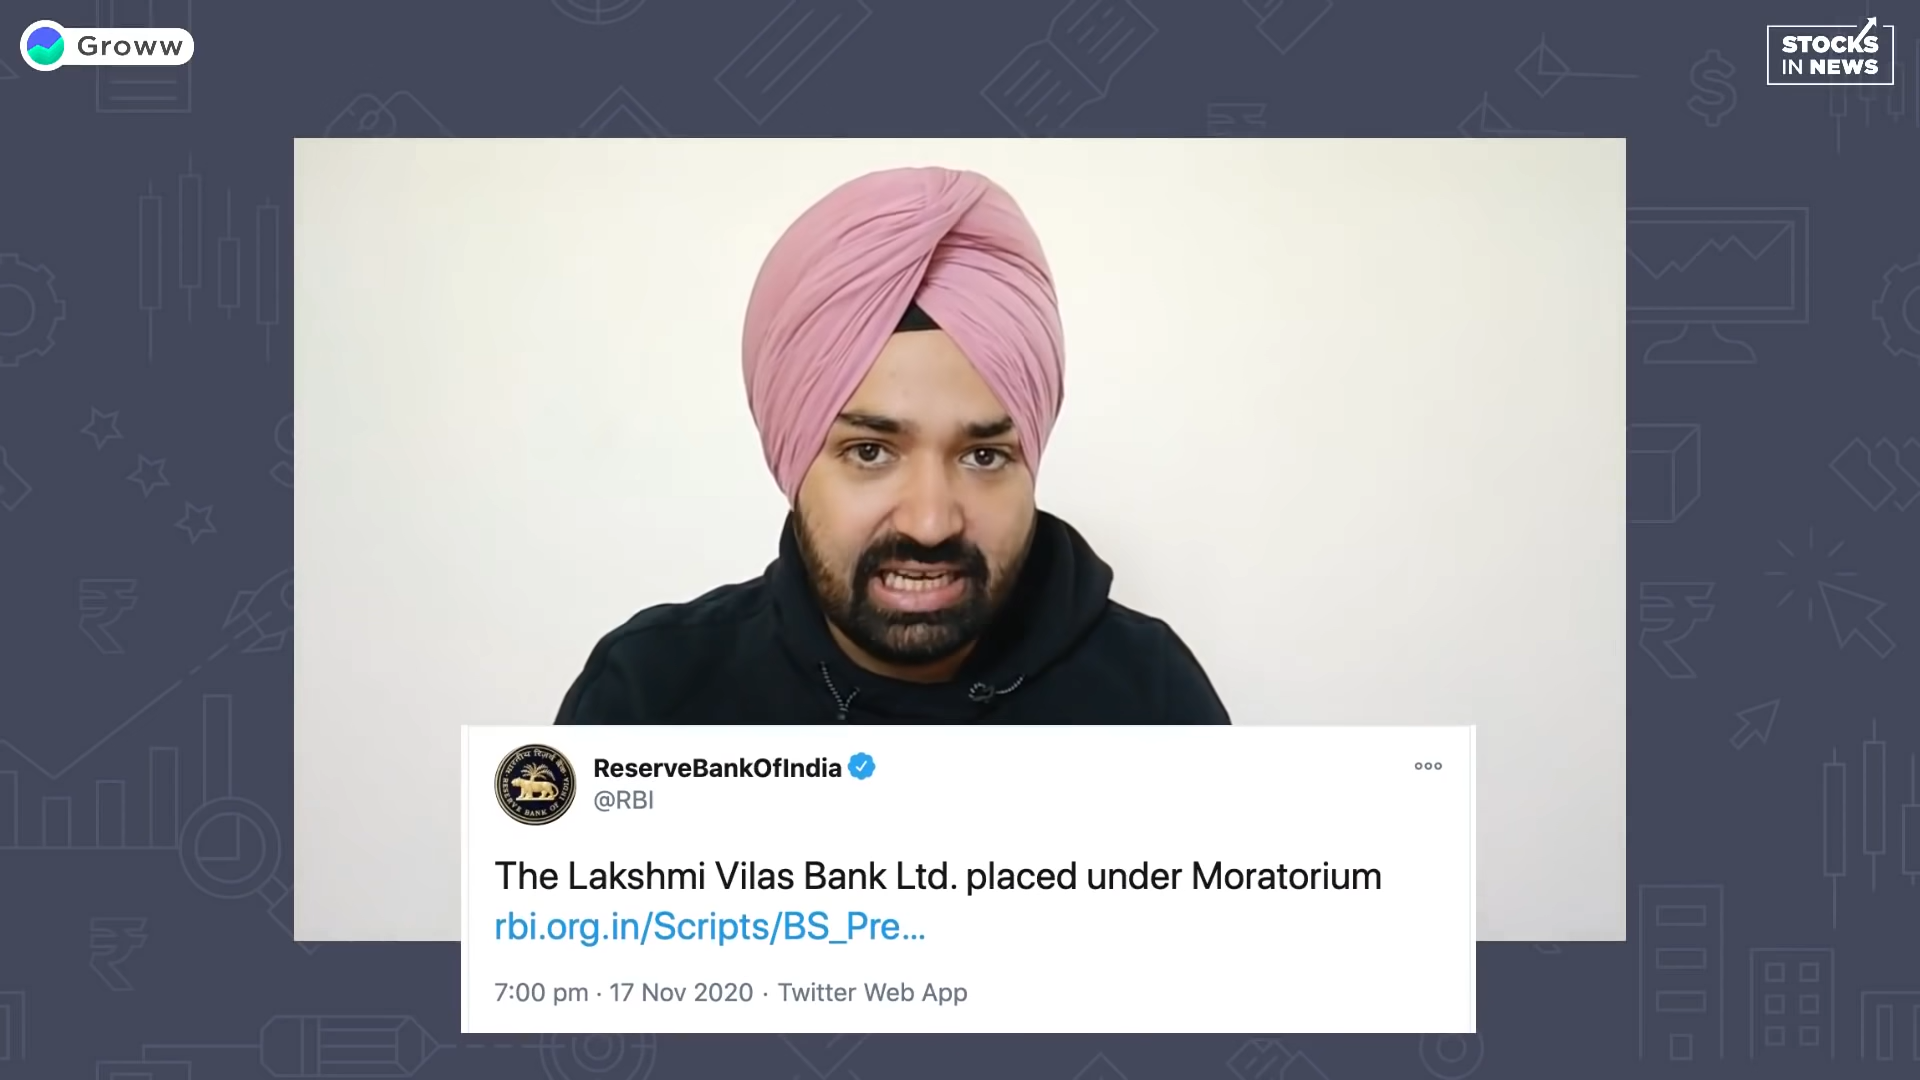 Groww
STOCKS
IN NEWS
ReserveBankOfIndia
@RBI
The Lakshmi Vilas Bank Ltd. placed under Moratorium
rbi.org.in/Scripts/BS_Pre...
7:00 pm · 17 Nov 2020 · Twitter Web App